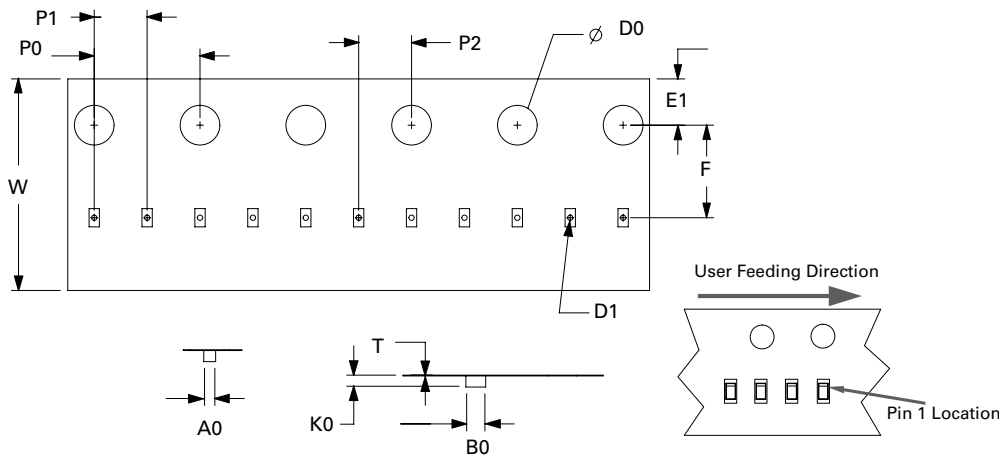 P1
P0
P2
⌀ D0
E1
W
F
D1
User Feeding Direction
T
A0
K0
B0
Pin 1 Location